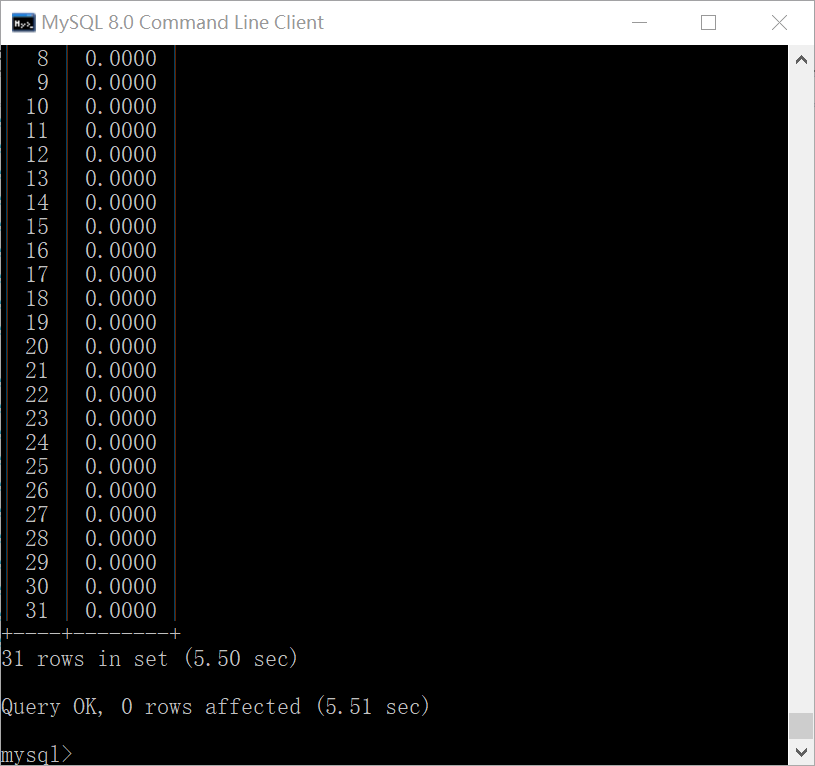 MySQL 8.0 Command Line Client
| 8 | 0.0000 |
| 9 | 0.0000 |
| 10 | 0.0000 |
| 11 | 0.0000 |
| 12 | 0.0000 |
| 13 | 0.0000 |
| 14 | 0.0000 |
| 15 | 0.0000 |
| 16 | 0.0000 |
| 17 | 0.0000 |
| 18 | 0.0000 |
| 19 | 0.0000 |
| 20 | 0.0000 |
| 21 | 0.0000 |
| 22 | 0.0000 |
| 23 | 0.0000 |
| 24 | 0.0000 |
| 25 | 0.0000 |
| 26 | 0.0000 |
| 27 | 0.0000 |
| 28 | 0.0000 |
| 29 | 0.0000 |
| 30 | 0.0000 |
| 31 | 0.0000 |
+----+--------+
31 rows in set (5.50 sec)
Query OK, 0 rows affected (5.51 sec)
mysql>